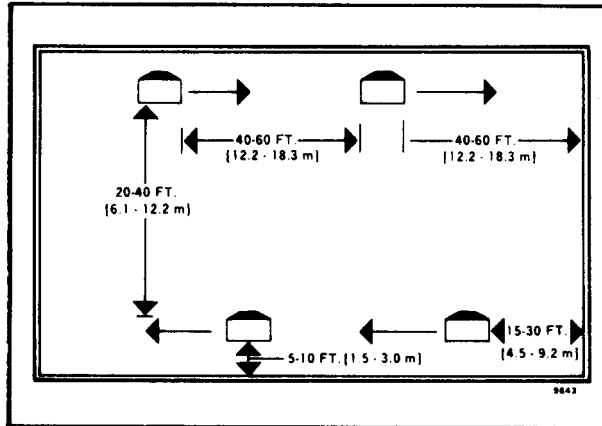 40-60 FT.
[12.2 - 18.3 m]
40-60 FT.
[12.2 - 18.3 m]
20-40 FT.
[6.1 - 12.2 m]
15-30 FT.
[4.5 - 9.2 m]
5-10 FT. [1.5 - 3.0 m]
9843